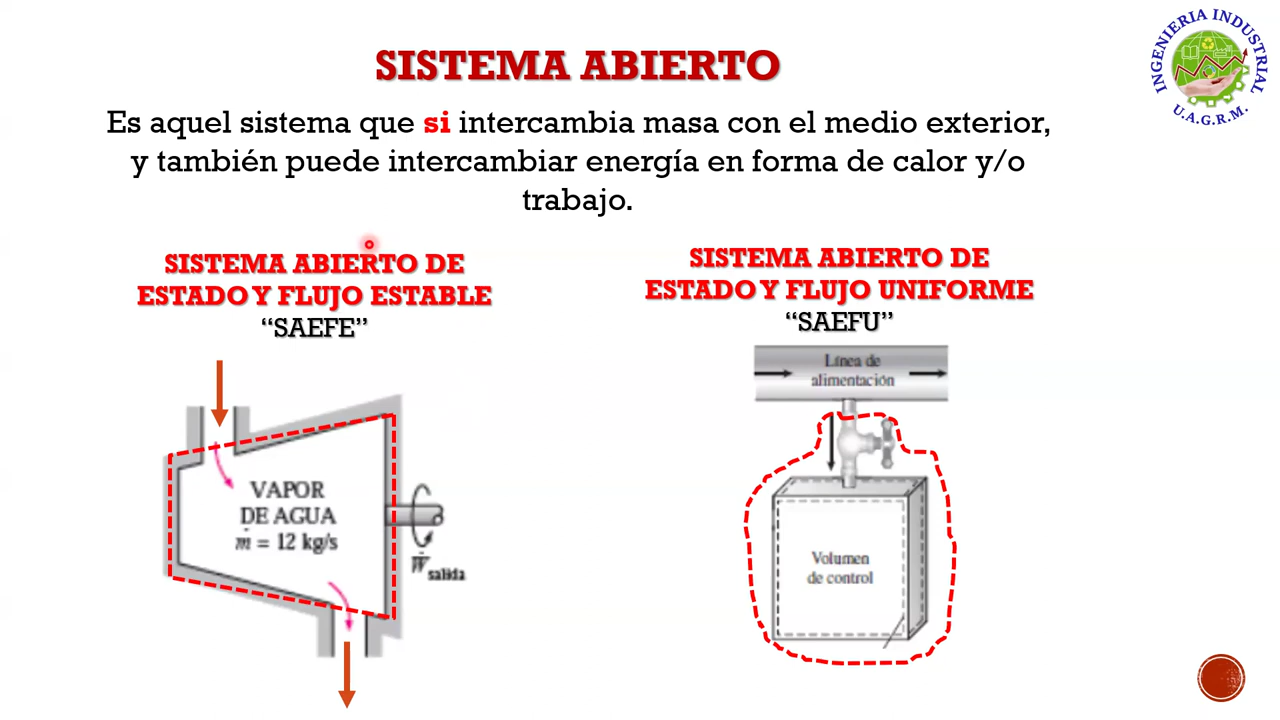 SISTEMA ABIERTO
Es aquel sistema que si intercambia masa con el medio exterior,
y también puede intercambiar energía en forma de calor y/o
trabajo.
SISTEMA ABIERTO DE
ESTADO Y FLUJO ESTABLE
“SAEFE”
VAPOR
DE AGUA
ṁ = 12 kg/s
Ẇsalida
SISTEMA ABIERTO DE
ESTADO Y FLUJO UNIFORME
“SAEFU”
Línea de
alimentación
Volumen
de control
INGENIERIA INDUSTRIAL
U.A.G.R.M.